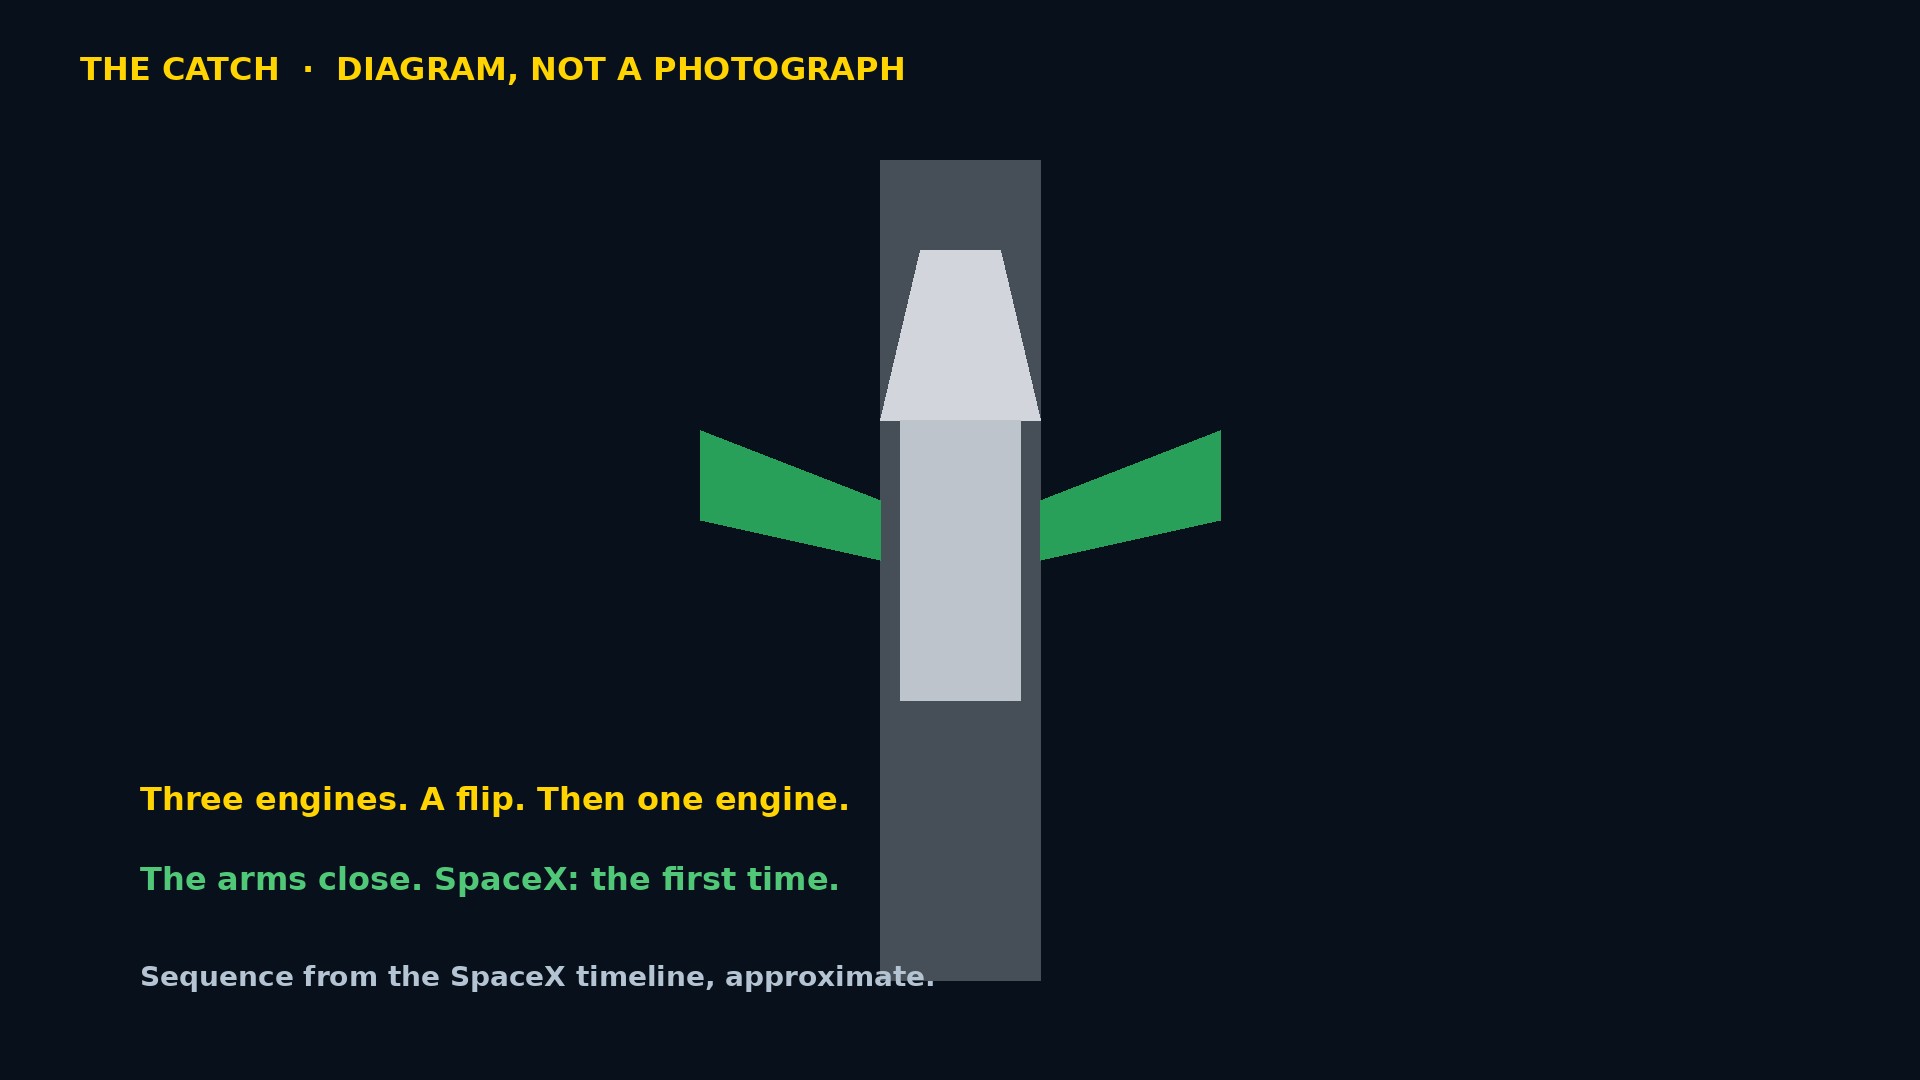 THE CATCH · DIAGRAM, NOT A PHOTOGRAPH
Three engines. A flip. Then one engine.
The arms close. SpaceX: the first time.
Sequence from the SpaceX timeline, approximate.